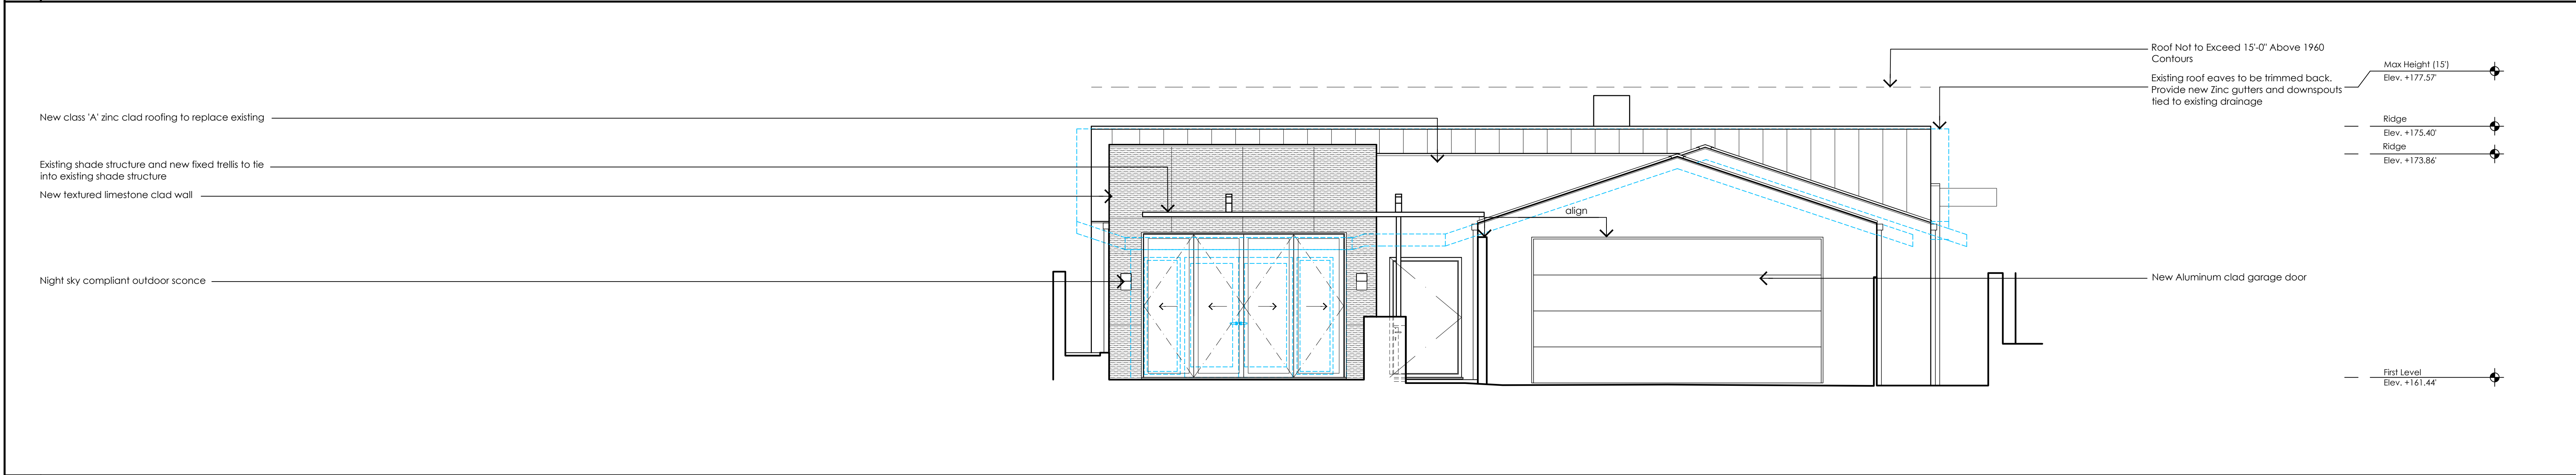 New class 'A' zinc clad roofing to replace existing
Existing shade structure and new fixed trellis to tie
into existing shade structure
New textured limestone clad wall
Night sky compliant outdoor sconce
align
Roof Not to Exceed 15'-0" Above 1960
Contours
Existing roof eaves to be trimmed back.
Provide new Zinc gutters and downspouts
tied to existing drainage
New Aluminum clad garage door
Max Height (15')
Elev. +177.57'
Ridge
Elev. +175.40'
Ridge
Elev. +173.86'
First Level
Elev. +161.44'